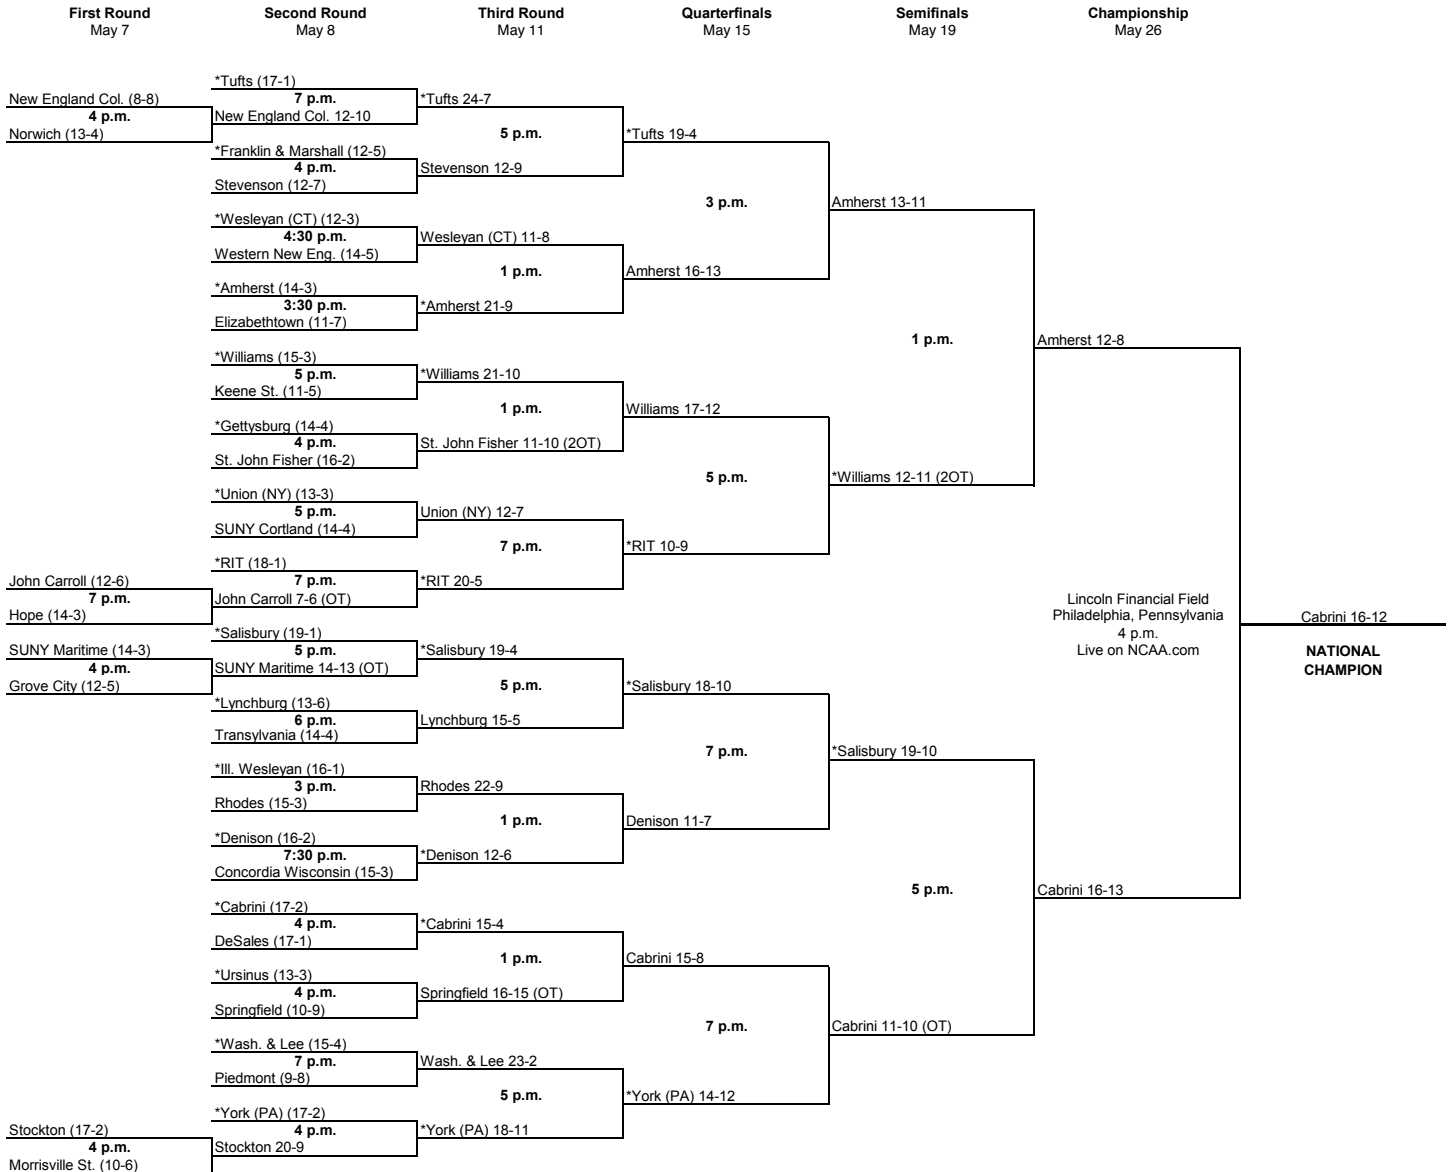 First Round
May 7
Second Round
May 8
Third Round
May 11
Quarterfinals
May 15
Semifinals
May 19
Championship
May 26
New England Col. (8-8)
4 p.m.
Norwich (13-4)
John Carroll (12-6)
7 p.m.
Hope (14-3)
SUNY Maritime (14-3)
4 p.m.
Grove City (12-5)
Stockton (17-2)
4 p.m.
Morrisville St. (10-6)
*Tufts (17-1)
7 p.m.
New England Col. 12-10
*Franklin & Marshall (12-5)
4 p.m.
Stevenson (12-7)
*Wesleyan (CT) (12-3)
4:30 p.m.
Western New Eng. (14-5)
*Amherst (14-3)
3:30 p.m.
Elizabethtown (11-7)
*Williams (15-3)
5 p.m.
Keene St. (11-5)
*Gettysburg (14-4)
4 p.m.
St. John Fisher (16-2)
*Union (NY) (13-3)
5 p.m.
SUNY Cortland (14-4)
*RIT (18-1)
7 p.m.
John Carroll 7-6 (OT)
*Salisbury (19-1)
5 p.m.
SUNY Maritime 14-13 (OT)
*Lynchburg (13-6)
6 p.m.
Transylvania (14-4)
*Ill. Wesleyan (16-1)
3 p.m.
Rhodes (15-3)
*Denison (16-2)
7:30 p.m.
Concordia Wisconsin (15-3)
*Cabrini (17-2)
4 p.m.
DeSales (17-1)
*Ursinus (13-3)
4 p.m.
Springfield (10-9)
*Wash. & Lee (15-4)
7 p.m.
Piedmont (9-8)
*York (PA) (17-2)
4 p.m.
Stockton 20-9
*Tufts 24-7
5 p.m.
Stevenson 12-9
Wesleyan (CT) 11-8
1 p.m.
*Amherst 21-9
*Williams 21-10
1 p.m.
St. John Fisher 11-10 (2OT)
Union (NY) 12-7
7 p.m.
*RIT 20-5
*Salisbury 19-4
5 p.m.
Lynchburg 15-5
Rhodes 22-9
1 p.m.
*Denison 12-6
*Cabrini 15-4
1 p.m.
Springfield 16-15 (OT)
Wash. & Lee 23-2
5 p.m.
*York (PA) 18-11
*Tufts 19-4
3 p.m.
Amherst 16-13
Williams 17-12
5 p.m.
*RIT 10-9
*Salisbury 18-10
7 p.m.
Denison 11-7
Cabrini 15-8
7 p.m.
*York (PA) 14-12
Amherst 13-11
1 p.m.
*Williams 12-11 (2OT)
*Salisbury 19-10
5 p.m.
Cabrini 11-10 (OT)
Amherst 12-8
Lincoln Financial Field
Philadelphia, Pennsylvania
4 p.m.
Live on NCAA.com
Cabrini 16-13
Cabrini 16-12
NATIONAL
CHAMPION